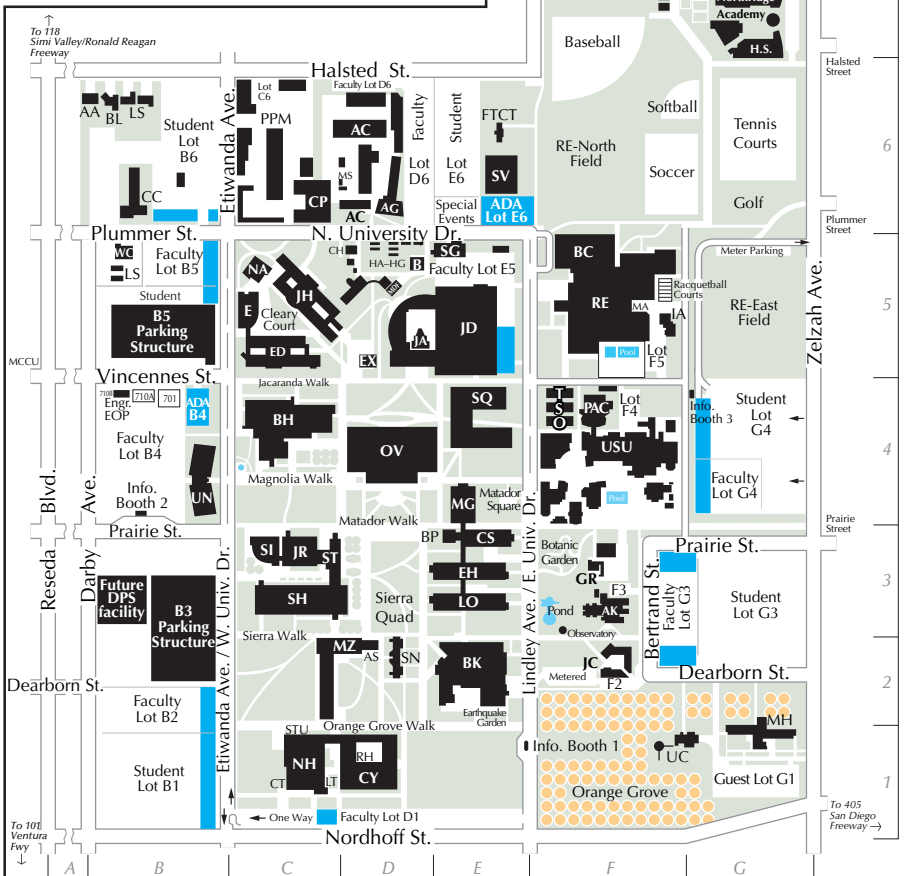 To 118
Simi Valley/Ronald Reagan
Freeway
Academy
H.S.
Halsted
Street
Halsted St.
Baseball
Softball
Soccer
RE-North
Field
Tennis
Courts
Golf
6
AA
BL
LS
Student
Lot
B6
CC
Etiwanda Ave.
Lot
C6
PPM
CP
Faculty Lot D6
AC
MS
AC
AG
Faculty
Lot
D6
Student
Lot
E6
FTCT
SV
Special
Events
ADA
Lot E6
Plummer St.
N. University Dr.
Plummer
Street
Meter Parking
WC
LS
Faculty
Lot B5
Student
B5
Parking
Structure
NA
JH
E
Cleary
Court
ED
CH
HA–HG
B
SG
Faculty Lot E5
JA
JD
EX
BC
RE
MA
IA
Racquetball
Courts
Pool
Lot
F5
RE-East
Field
Zelzah Ave.
5
MCCU
Vincennes St.
Jacaranda Walk
710B
710A
701
Engr.
EOP
ADA
B4
Faculty
Lot B4
UN
Info.
Booth 2
BH
Magnolia Walk
OV
SQ
T
S
O
PAC
Lot
F4
USU
Pool
Info.
Booth 3
Student
Lot
G4
Faculty
Lot G4
4
Matador Walk
MG
Matador
Square
Prairie St.
Prairie
Street
Reseda Blvd.
Darby Ave.
Future
DPS
facility
B3
Parking
Structure
Etiwanda Ave. / W. Univ. Dr.
SI
JR
ST
SH
Sierra Walk
Sierra
Quad
BP
CS
EH
LO
Lindley Ave. / E. Univ. Dr.
Botanic
Garden
GR
F3
AK
Pond
Observatory
Bertrand St.
Faculty
Lot G3
Prairie St.
Student
Lot G3
3
Dearborn St.
MZ
AS
SN
BK
Earthquake
Garden
JC
Metered
F2
Dearborn St.
2
Faculty
Lot B2
Student
Lot B1
Orange Grove Walk
STU
NH
CT
LT
RH
CY
Info. Booth 1
UC
MH
Guest Lot G1
Orange Grove
1
One Way
Faculty Lot D1
Nordhoff St.
To 101
Ventura
Fwy
To 405
San Diego
Freeway
A
B
C
D
E
F
G